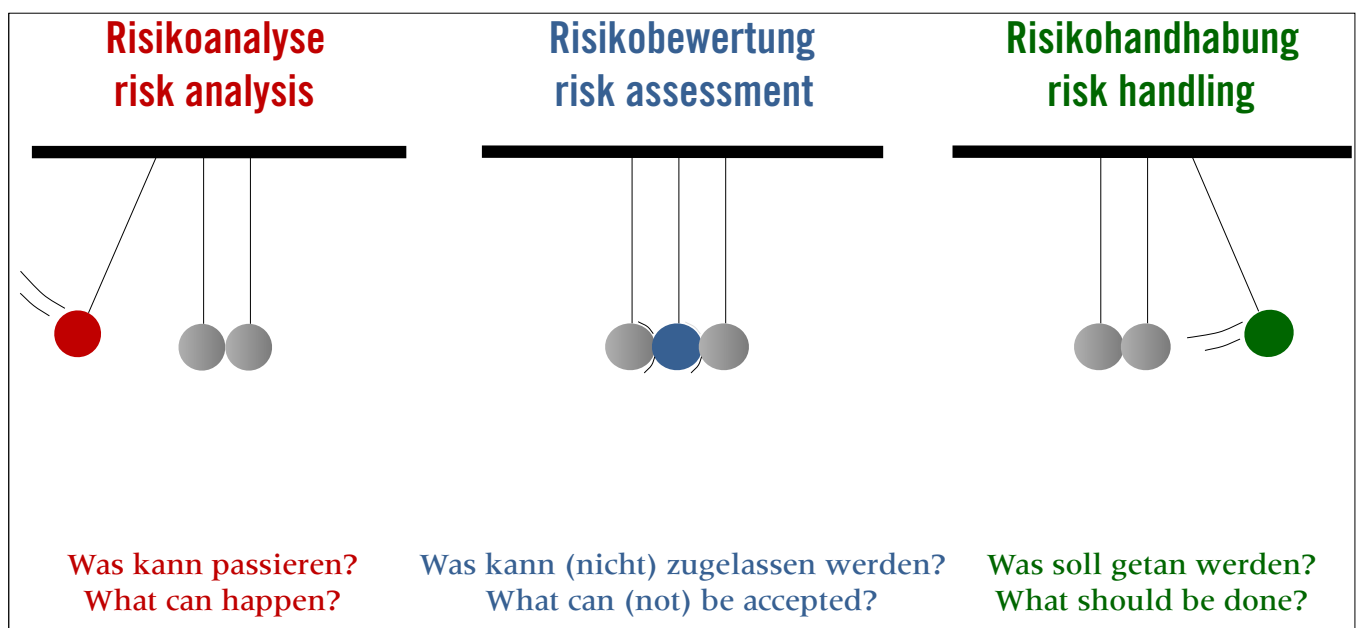 Risikoanalyse
risk analysis
Risikobewertung
risk assessment
Risikohandhabung
risk handling
Was kann passieren?
What can happen?
Was kann (nicht) zugelassen werden?
What can (not) be accepted?
Was soll getan werden?
What should be done?